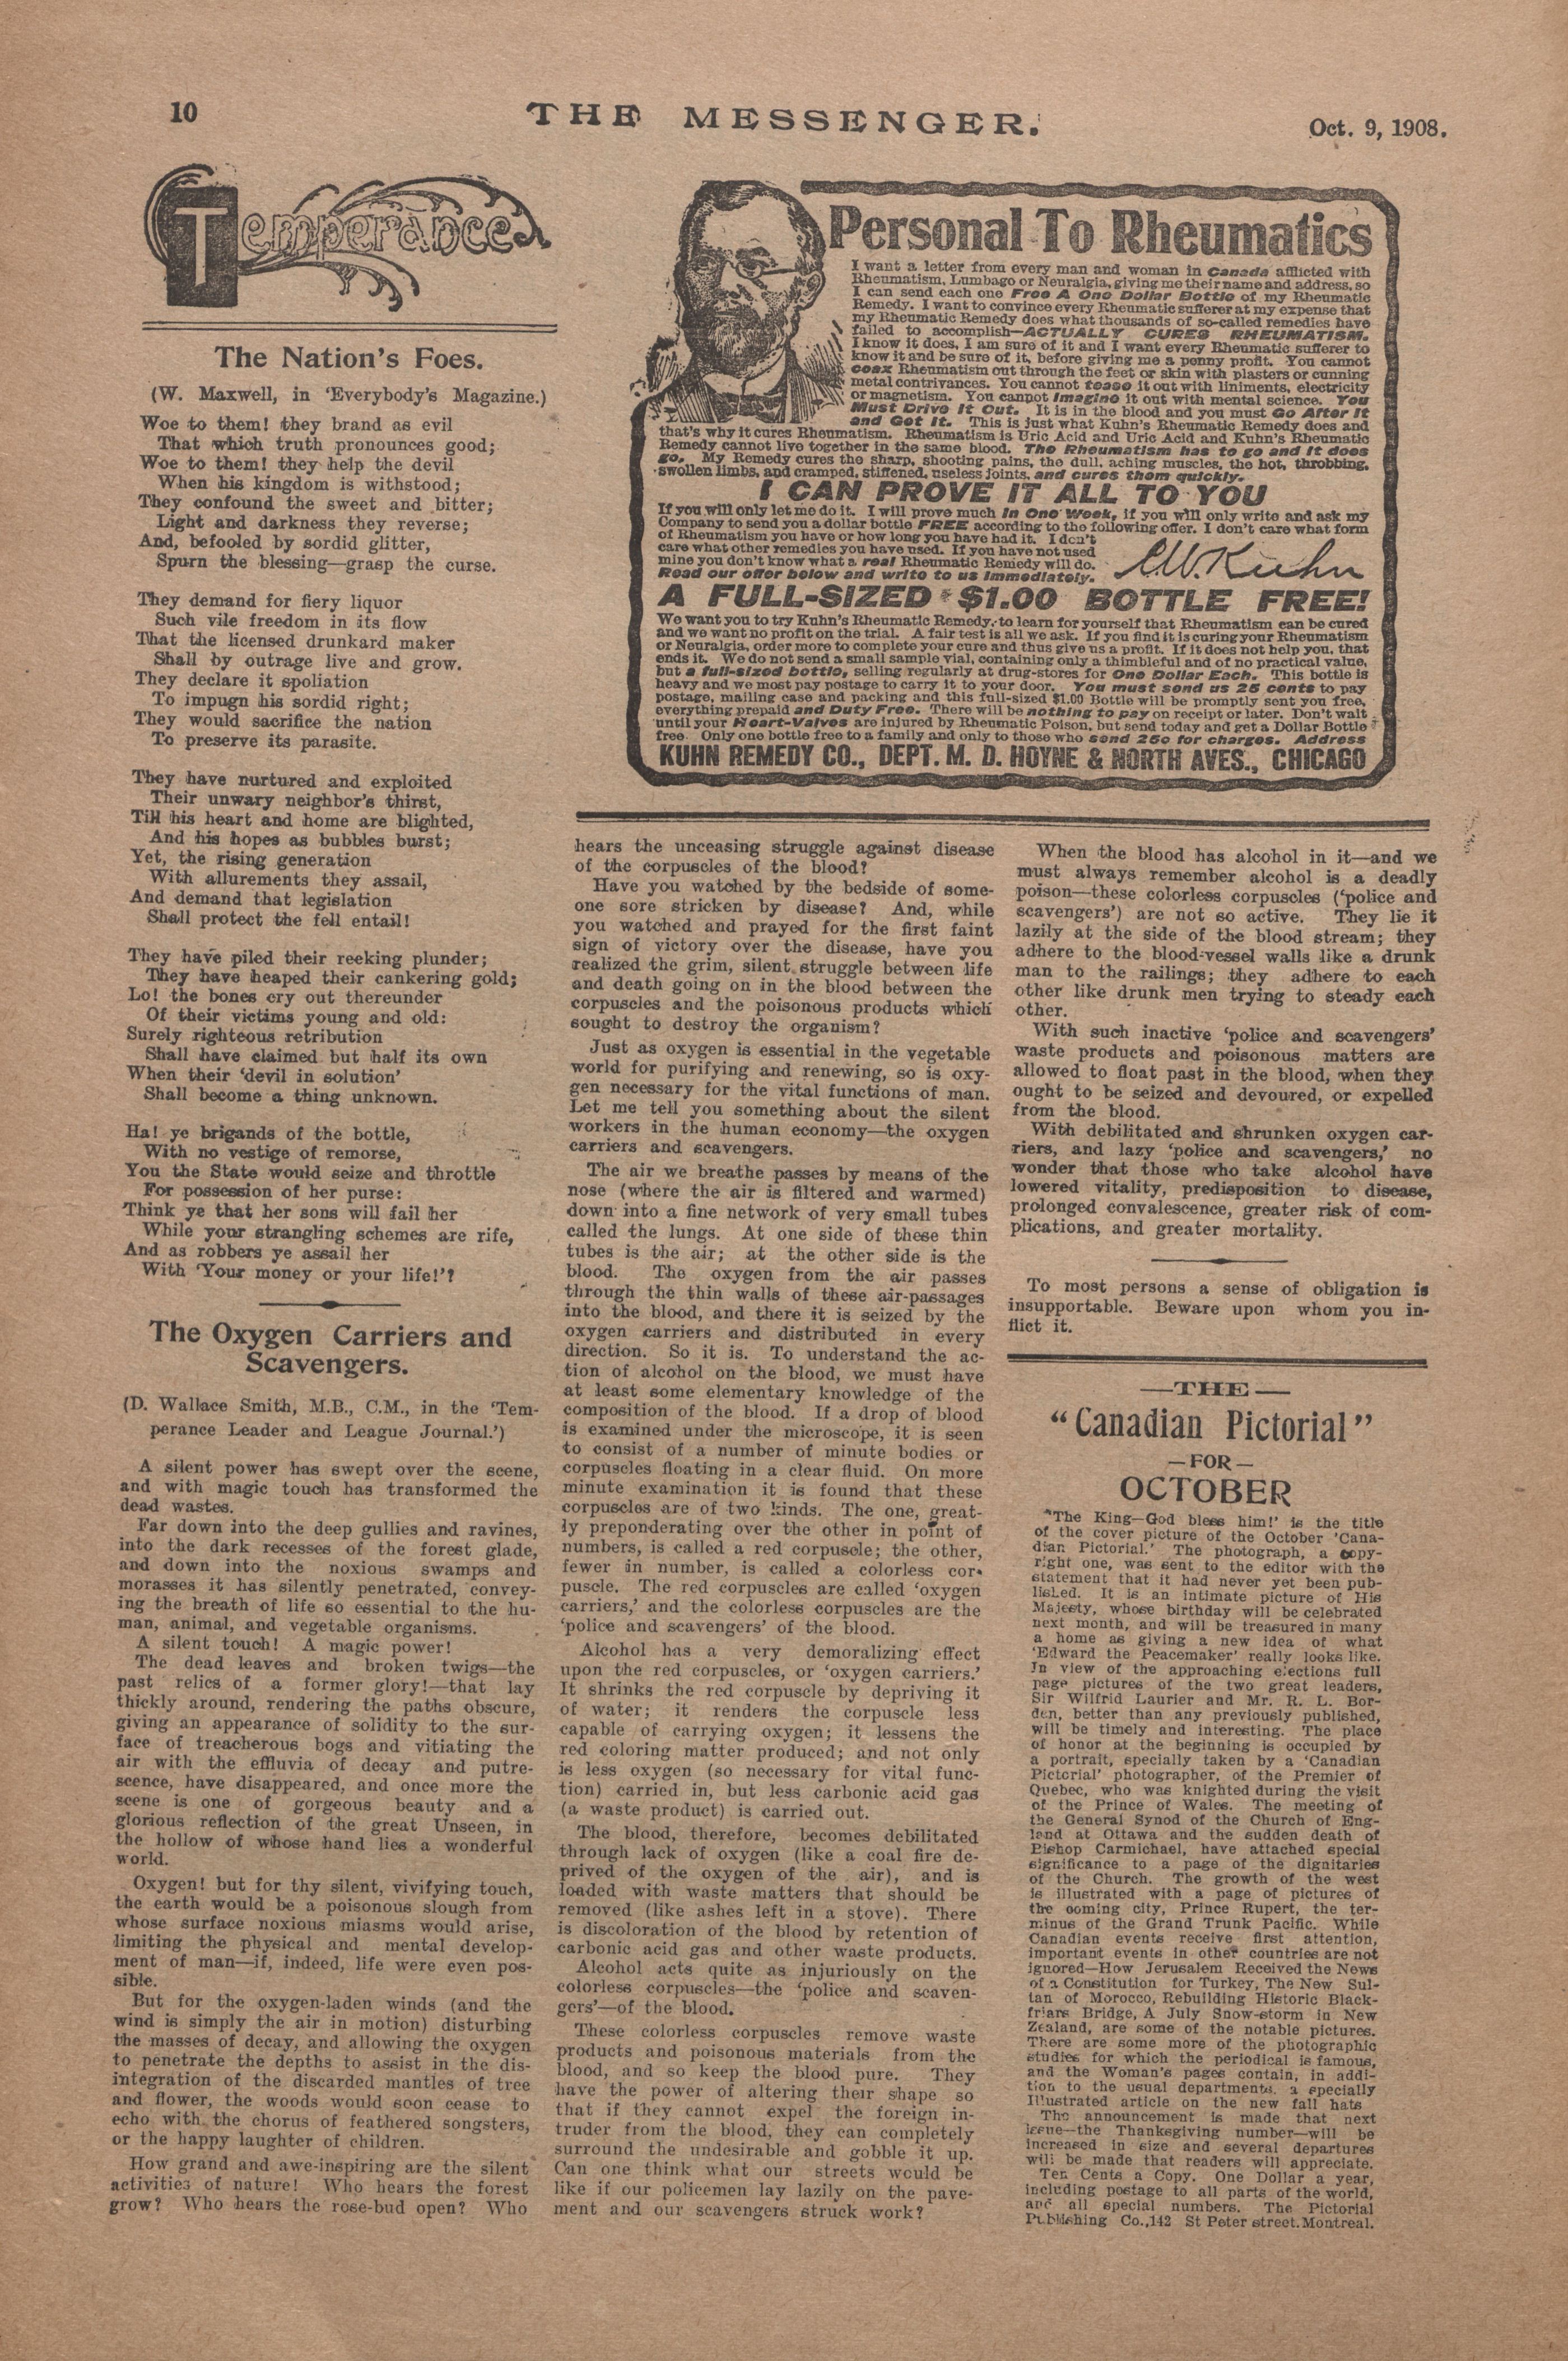 10
THE MESSENGER.
Oct. 9, 1908.
Temperance
The Nation's Foes.
(W. Maxwell, in 'Everybody's Magazine.)
Woe to them! they brand as evil
That which truth pronounces good;
Woe to them! they help the devil
When his kingdom is withstood;
They confound the sweet and bitter;
Light and darkness they reverse;
And, befooled by sordid glitter,
Spurn the blessing—grasp the curse.
They demand for fiery liquor
Such vile freedom in its flow
That the licensed drunkard maker
Shall by outrage live and grow.
They declare it spoliation
To impugn his sordid right;
They would sacrifice the nation
To preserve its parasite.
They have nurtured and exploited
Their unwary neighbor's thirst,
Till his heart and home are blighted,
And his hopes as bubbles burst;
Yet, the rising generation
With allurements they assail,
And demand that legislation
Shall protect the fell entail!
They have piled their reeking plunder;
They have heaped their cankering gold;
Lo! the bones cry out thereunder
Of their victims young and old:
Surely righteous retribution
Shall have claimed but half its own
When their 'devil in solution'
Shall become a thing unknown.
Ha! ye brigands of the bottle,
With no vestige of remorse,
You the State would seize and throttle
For possession of her purse:
Think ye that her sons will fail her
While your strangling schemes are rife,
And as robbers ye assail her
With 'Your money or your life!'?
The Oxygen Carriers and
Scavengers.
(D. Wallace Smith, M.B., C.M., in the 'Tem-
perance Leader and League Journal.')
A silent power has swept over the scene,
and with magic touch has transformed the
dead wastes.
Far down into the deep gullies and ravines,
into the dark recesses of the forest glade,
and down into the noxious swamps and
morasses it has silently penetrated, convey-
ing the breath of life so essential to the hu-
man, animal, and vegetable organisms.
A silent touch! A magic power!
The dead leaves and broken twigs—the
past relics of a former glory!—that lay
thickly around, rendering the paths obscure,
giving an appearance of solidity to the sur-
face of treacherous bogs and vitiating the
air with the effluvia of decay and putre-
scence, have disappeared, and once more the
scene is one of gorgeous beauty and a
glorious reflection of the great Unseen, in
the hollow of whose hand lies a wonderful
world.
Oxygen! but for thy silent, vivifying touch,
the earth would be a poisonous slough from
whose surface noxious miasms would arise,
limiting the physical and mental develop-
ment of man—if, indeed, life were even pos-
sible.
But for the oxygen-laden winds (and the
wind is simply the air in motion) disturbing
the masses of decay, and allowing the oxygen
to penetrate the depths to assist in the dis-
integration of the discarded mantles of tree
and flower, the woods would soon cease to
echo with the chorus of feathered songsters,
or the happy laughter of children.
How grand and awe-inspiring are the silent
activities of nature! Who hears the forest
grow? Who hears the rose-bud open? Who
Personal To Rheumatics
I want a letter from every man and woman in Canada afflicted with
Rheumatism, Lumbago or Neuralgia, giving me their name and address, so
I can send each one Free A One Dollar Bottle of my Rheumatic
Remedy. I want to convince every Rheumatic sufferer at my expense that
my Rheumatic Remedy does what thousands of so-called remedies have
failed to accomplish—ACTUALLY CURES RHEUMATISM.
I know it does, I am sure of it and I want every Rheumatic sufferer to
know it and be sure of it, before giving me a penny profit. You cannot
coax Rheumatism out through the feet or skin with plasters or cunning
metal contrivances. You cannot tease it out with liniments, electricity
or magnetism. You cannot imagine it out with mental science. You
Must Drive It Out. It is in the blood and you must Go After It
and Get It. This is just what Kuhn's Rheumatic Remedy does and
that's why it cures Rheumatism. Rheumatism is Uric Acid and Uric Acid and Kuhn's Rheumatic
Remedy cannot live together in the same blood. The Rheumatism has to go and it does
go. My Remedy cures the sharp, shooting pains, the dull, aching muscles, the hot, throbbing,
swollen limbs, and cramped, stiffened, useless joints, and cures them quickly.
I CAN PROVE IT ALL TO YOU
If you will only let me do it. I will prove much In One Week, if you will only write and ask my
Company to send you a dollar bottle FREE according to the following offer. I don't care what form
of Rheumatism you have or how long you have had it. I don't
care what other remedies you have used. If you have not used
mine you don't know what a real Rheumatic Remedy will do.
Read our offer below and write to us immediately.
C.W. Kuhn
A FULL-SIZED $1.00 BOTTLE FREE!
We want you to try Kuhn's Rheumatic Remedy, to learn for yourself that Rheumatism can be cured
and we want no profit on the trial. A fair test is all we ask. If you find it is curing your Rheumatism
or Neuralgia, order more to complete your cure and thus give us a profit. If it does not help you, that
ends it. We do not send a small sample vial, containing only a thimbleful and of no practical value,
but a full-sized bottle, selling regularly at drug-stores for One Dollar Each. This bottle is
heavy and we most pay postage to carry it to your door. You must send us 25 cents to pay
postage, mailing case and packing and this full-sized $1.00 Bottle will be promptly sent you free,
everything prepaid and Duty Free. There will be nothing to pay on receipt or later. Don't wait
until your Heart-Valves are injured by Rheumatic Poison, but send today and get a Dollar Bottle
free. Only one bottle free to a family and only to those who send 25c for charges. Address
KUHN REMEDY CO., DEPT. M. D. HOYNE & NORTH AVES., CHICAGO
hears the unceasing struggle against disease
of the corpuscles of the blood?
Have you watched by the bedside of some-
one sore stricken by disease? And, while
you watched and prayed for the first faint
sign of victory over the disease, have you
realized the grim, silent struggle between life
and death going on in the blood between the
corpuscles and the poisonous products which
sought to destroy the organism?
Just as oxygen is essential in the vegetable
world for purifying and renewing, so is oxy-
gen necessary for the vital functions of man.
Let me tell you something about the silent
workers in the human economy—the oxygen
carriers and scavengers.
The air we breathe passes by means of the
nose (where the air is filtered and warmed)
down into a fine network of very small tubes
called the lungs. At one side of these thin
tubes is the air; at the other side is the
blood. The oxygen from the air passes
through the thin walls of these air-passages
into the blood, and there it is seized by the
oxygen carriers and distributed in every
direction. So it is. To understand the ac-
tion of alcohol on the blood, we must have
at least some elementary knowledge of the
composition of the blood. If a drop of blood
is examined under the microscope, it is seen
to consist of a number of minute bodies or
corpuscles floating in a clear fluid. On more
minute examination it is found that these
corpuscles are of two kinds. The one, great-
ly preponderating over the other in point of
numbers, is called a red corpuscle; the other,
fewer in number, is called a colorless cor-
puscle. The red corpuscles are called 'oxygen
carriers,' and the colorless corpuscles are the
'police and scavengers' of the blood.
Alcohol has a very demoralizing effect
upon the red corpuscles, or 'oxygen carriers.'
It shrinks the red corpuscle by depriving it
of water; it renders the corpuscle less
capable of carrying oxygen; it lessens the
red coloring matter produced; and not only
is less oxygen (so necessary for vital func-
tion) carried in, but less carbonic acid gas
(a waste product) is carried out.
The blood, therefore, becomes debilitated
through lack of oxygen (like a coal fire de-
prived of the oxygen of the air), and is
loaded with waste matters that should be
removed (like ashes left in a stove). There
is discoloration of the blood by retention of
carbonic acid gas and other waste products.
Alcohol acts quite as injuriously on the
colorless corpuscles—the 'police and scaven-
gers'—of the blood.
These colorless corpuscles remove waste
products and poisonous materials from the
blood, and so keep the blood pure. They
have the power of altering their shape so
that if they cannot expel the foreign in-
truder from the blood, they can completely
surround the undesirable and gobble it up.
Can one think what our streets would be
like if our policemen lay lazily on the pave-
ment and our scavengers struck work?
When the blood has alcohol in it—and we
must always remember alcohol is a deadly
poison—these colorless corpuscles ('police and
scavengers') are not so active. They lie it
lazily at the side of the blood stream; they
adhere to the blood-vessel walls like a drunk
man to the railings; they adhere to each
other like drunk men trying to steady each
other.
With such inactive 'police and scavengers'
waste products and poisonous matters are
allowed to float past in the blood, when they
ought to be seized and devoured, or expelled
from the blood.
With debilitated and shrunken oxygen car-
riers, and lazy 'police and scavengers,' no
wonder that those who take alcohol have
lowered vitality, predisposition to disease,
prolonged convalescence, greater risk of com-
plications, and greater mortality.
To most persons a sense of obligation is
insupportable. Beware upon whom you in-
flict it.
—THE—
"Canadian Pictorial"
—FOR—
OCTOBER
'The King—God bless him!' is the title
of the cover picture of the October 'Cana-
dian Pictorial.' The photograph, a copy-
right one, was sent to the editor with the
statement that it had never yet been pub-
lished. It is an intimate picture of His
Majesty, whose birthday will be celebrated
next month, and will be treasured in many
a home as giving a new idea of what
'Edward the Peacemaker' really looks like.
In view of the approaching elections full
page pictures of the two great leaders,
Sir Wilfrid Laurier and Mr. R. L. Bor-
den, better than any previously published,
will be timely and interesting. The place
of honor at the beginning is occupied by
a portrait, specially taken by a 'Canadian
Pictorial' photographer, of the Premier of
Quebec, who was knighted during the visit
of the Prince of Wales. The meeting of
the General Synod of the Church of Eng-
land at Ottawa and the sudden death of
Bishop Carmichael, have attached special
significance to a page of the dignitaries
of the Church. The growth of the west
is illustrated with a page of pictures of
the coming city, Prince Rupert, the ter-
minus of the Grand Trunk Pacific. While
Canadian events receive first attention,
important events in other countries are not
ignored—How Jerusalem Received the News
of a Constitution for Turkey, The New Sul-
tan of Morocco, Rebuilding Historic Black-
friars Bridge, A July Snow-storm in New
Zealand, are some of the notable pictures.
There are some more of the photographic
studies for which the periodical is famous,
and the Woman's pages contain, in addi-
tion to the usual departments, a specially
Illustrated article on the new fall hats
The announcement is made that next
issue—the Thanksgiving number—will be
increased in size and several departures
will be made that readers will appreciate.
Ten Cents a Copy. One Dollar a year,
including postage to all parts of the world,
and all special numbers. The Pictorial
Publishing Co., 142 St Peter street. Montreal.